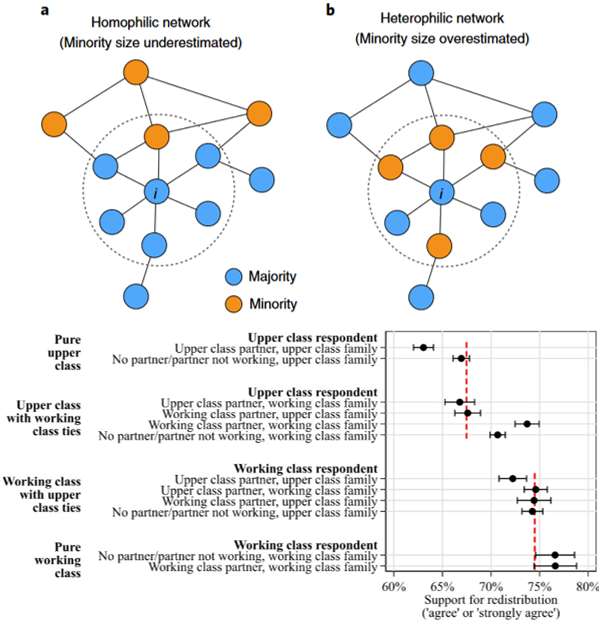 a
Homophilic network
(Minority size underestimated)
b
Heterophilic network
(Minority size overestimated)
i
i
Majority
Minority
Pure
upper
class
Upper class respondent
Upper class partner, upper class family
No partner/partner not working, upper class family
Upper class
with working
class ties
Upper class respondent
Upper class partner, working class family
Working class partner, upper class family
Working class partner, working class family
No partner/partner not working, working class family
Working class
with upper
class ties
Working class respondent
Upper class partner, upper class family
Upper class partner, working class family
Working class partner, upper class family
No partner/partner not working, upper class family
Pure
working
class
Working class respondent
No partner/partner not working, working class family
Working class partner, working class family
60% 65% 70% 75% 80%
Support for redistribution
('agree' or 'strongly agree')